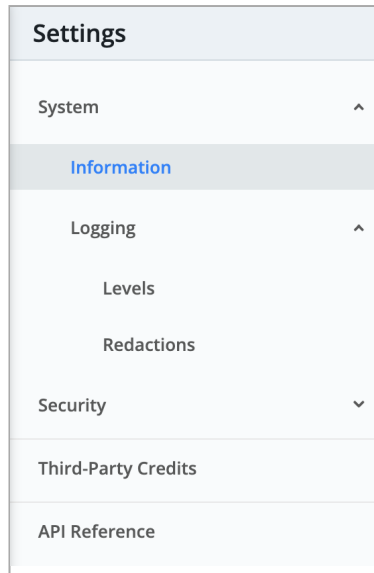 Settings
System
Information
Logging
Levels
Redactions
Security
Third-Party Credits
API Reference